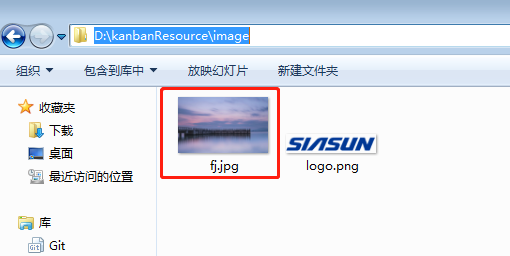 D:\kanbanResource\image
组织 包含到库中 放映幻灯片 新建文件夹
收藏夹
下载
桌面
最近访问的位置
库
Git
SIASUN
fj.jpg
logo.png